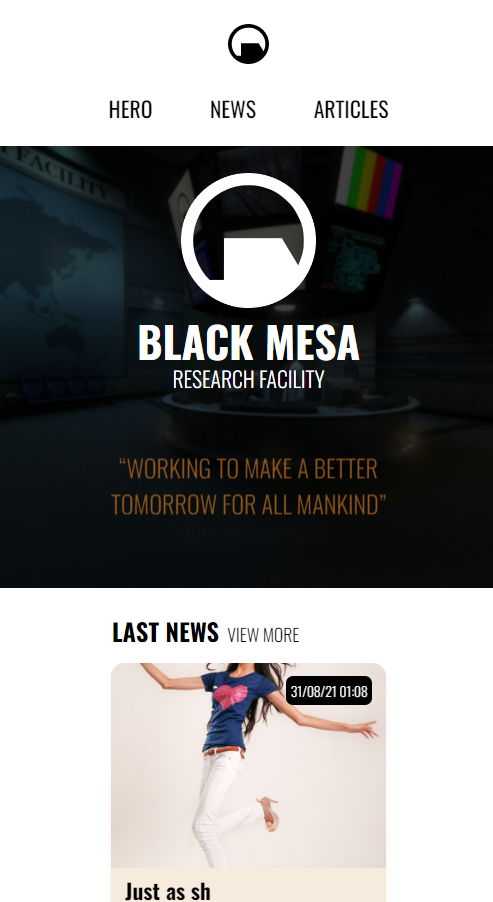 HERO NEWS ARTICLES
FACILITY
BLACK MESA
RESEARCH FACILITY
“WORKING TO MAKE A BETTER
TOMORROW FOR ALL MANKIND”
LAST NEWS VIEW MORE
31/08/21 01:08
Just as sh